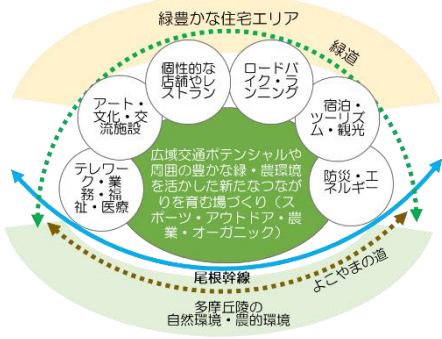 緑豊かな住宅エリア
緑道
個性的な
店舗やレ
ストラン
ロードバ
イク・ラ
ンニング
アート・
文化・交
流施設
宿泊・
ツーリズ
ム・観光
テレワー
ク・業
務・福
祉・医療
防災・エ
ネルギー
広域交通ポテンシャルや
周囲の豊かな緑・農環境
を活かした新たなつなが
りを育む場づくり（ス
ポーツ・アウトドア・農
業・オーガニック）
尾根幹線
よこやまの道
多摩丘陵の
自然環境・農的環境